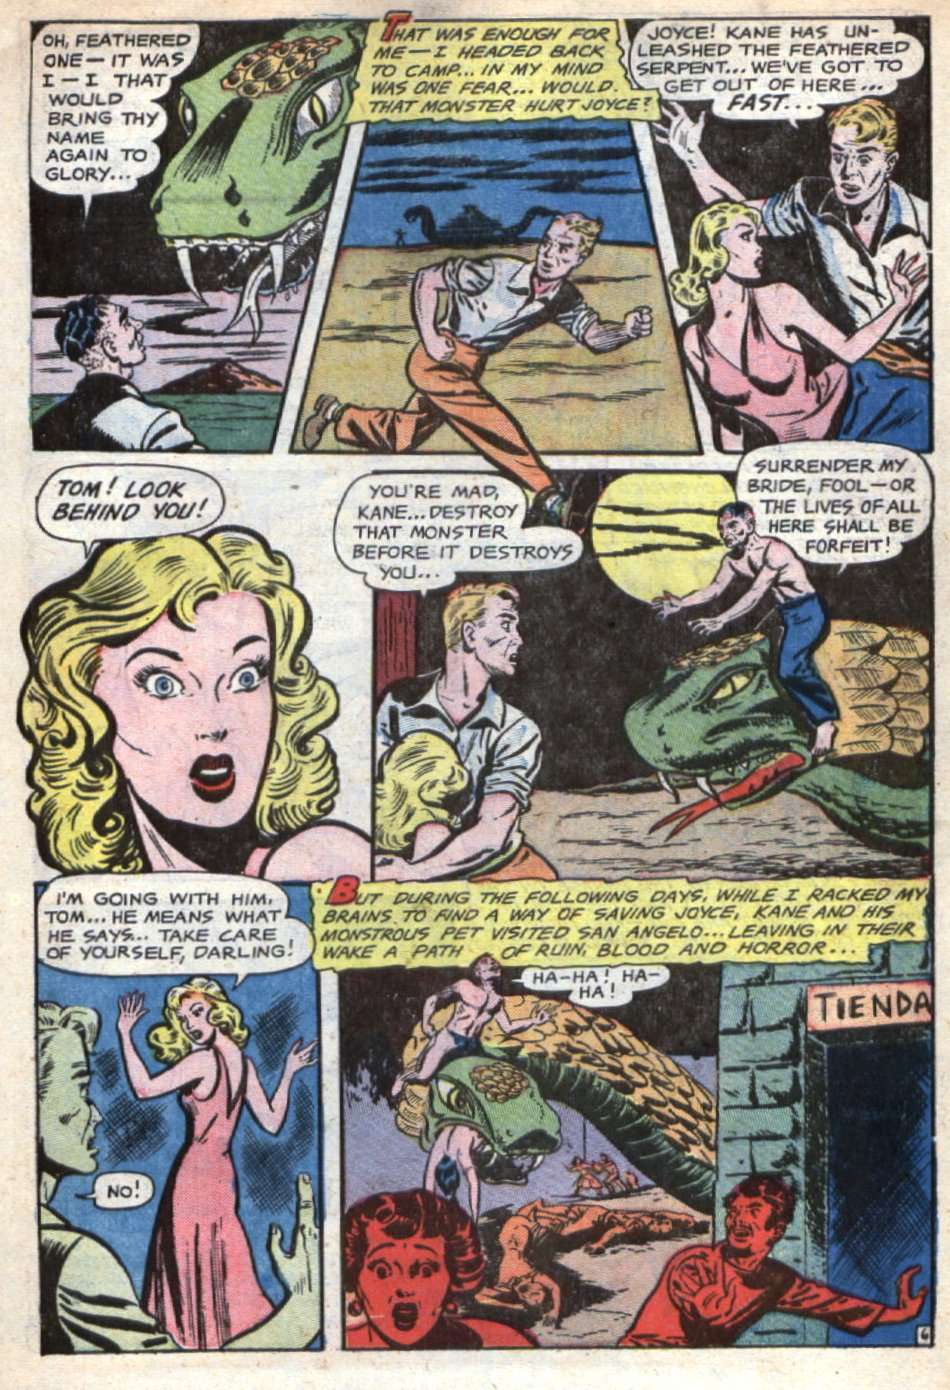 OH, FEATHERED
ONE—IT WAS
I—I THAT
WOULD
BRING THY
NAME
AGAIN TO
GLORY...
THAT WAS ENOUGH FOR
ME—I HEADED BACK
TO CAMP... IN MY MIND
WAS ONE FEAR... WOULD
THAT MONSTER HURT JOYCE?
JOYCE! KANE HAS UN-
LEASHED THE FEATHERED
SERPENT... WE'VE GOT TO
GET OUT OF HERE...
FAST...
TOM! LOOK
BEHIND YOU!
YOU'RE MAD,
KANE... DESTROY
THAT MONSTER
BEFORE IT DESTROYS
YOU...
SURRENDER MY
BRIDE, FOOL—OR
THE LIVES OF ALL
HERE SHALL BE
FORFEIT!
I'M GOING WITH HIM,
TOM... HE MEANS WHAT
HE SAYS... TAKE CARE
OF YOURSELF, DARLING!
NO!
BUT DURING THE FOLLOWING DAYS, WHILE I RACKED MY
BRAINS TO FIND A WAY OF SAVING JOYCE, KANE AND HIS
MONSTROUS PET VISITED SAN ANGELO... LEAVING IN THEIR
WAKE A PATH OF RUIN, BLOOD AND HORROR...
HA-HA! HA-
HA!
TIENDA
6